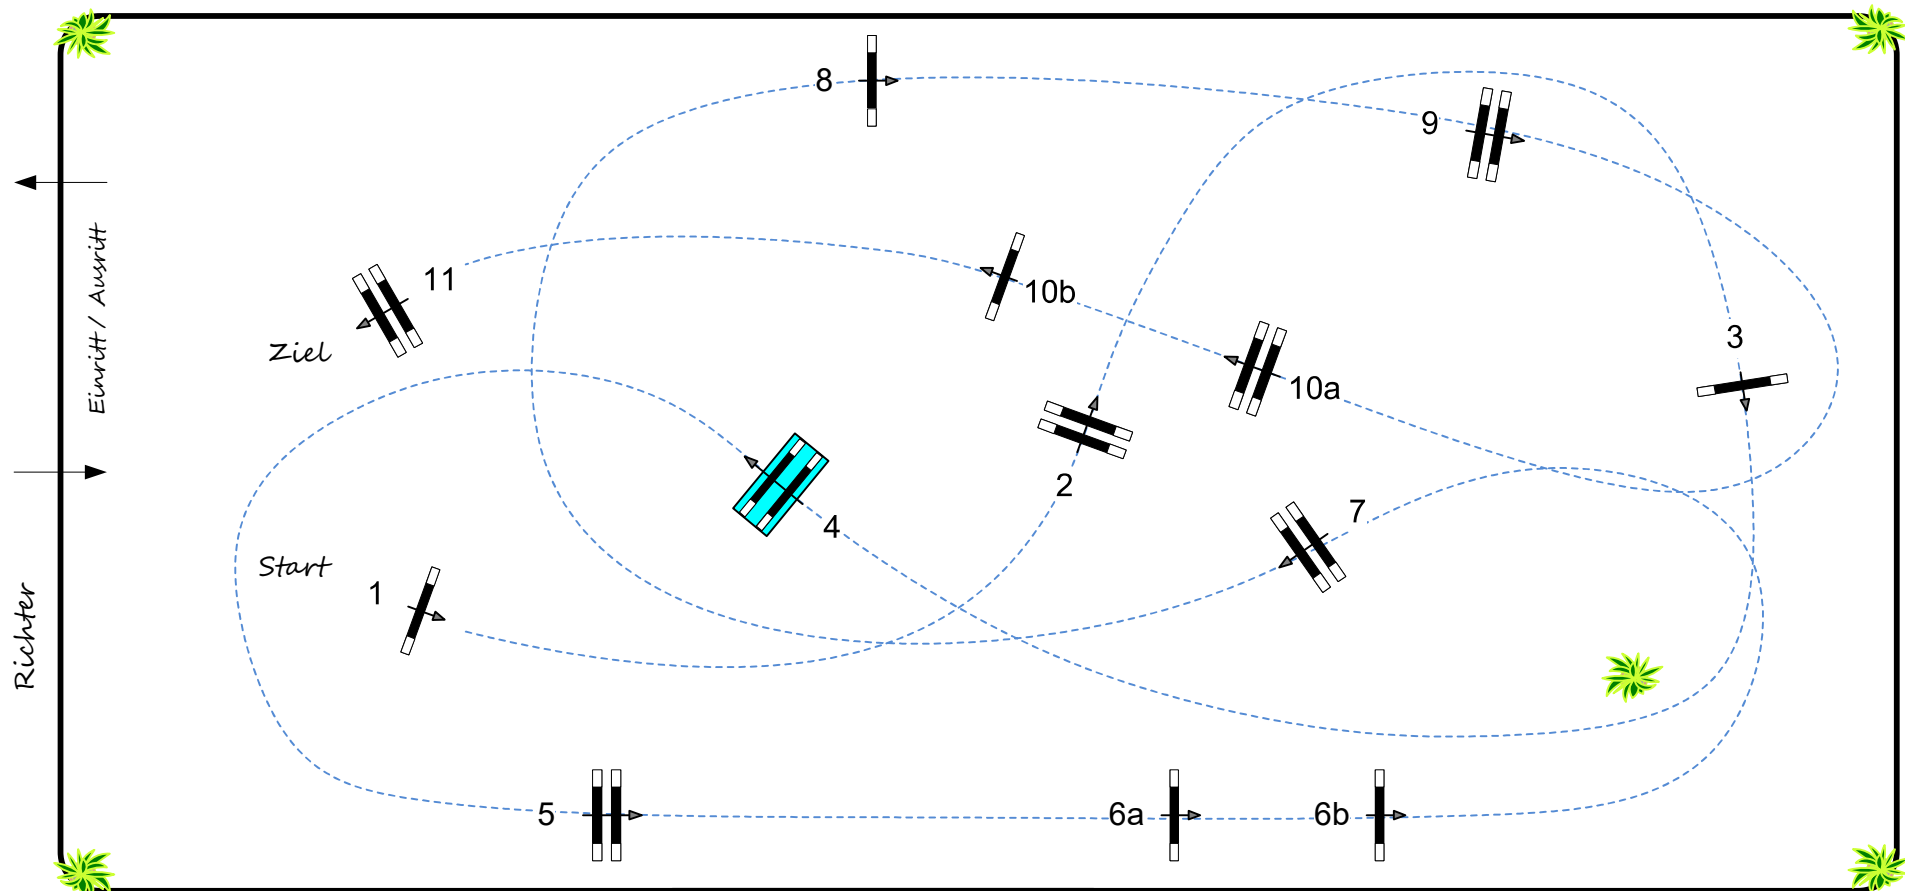 8
9
Einritt / Ausritt
11
10b
Ziel
3
10a
2
7
4
Start
1
Richter
5
6a
6b